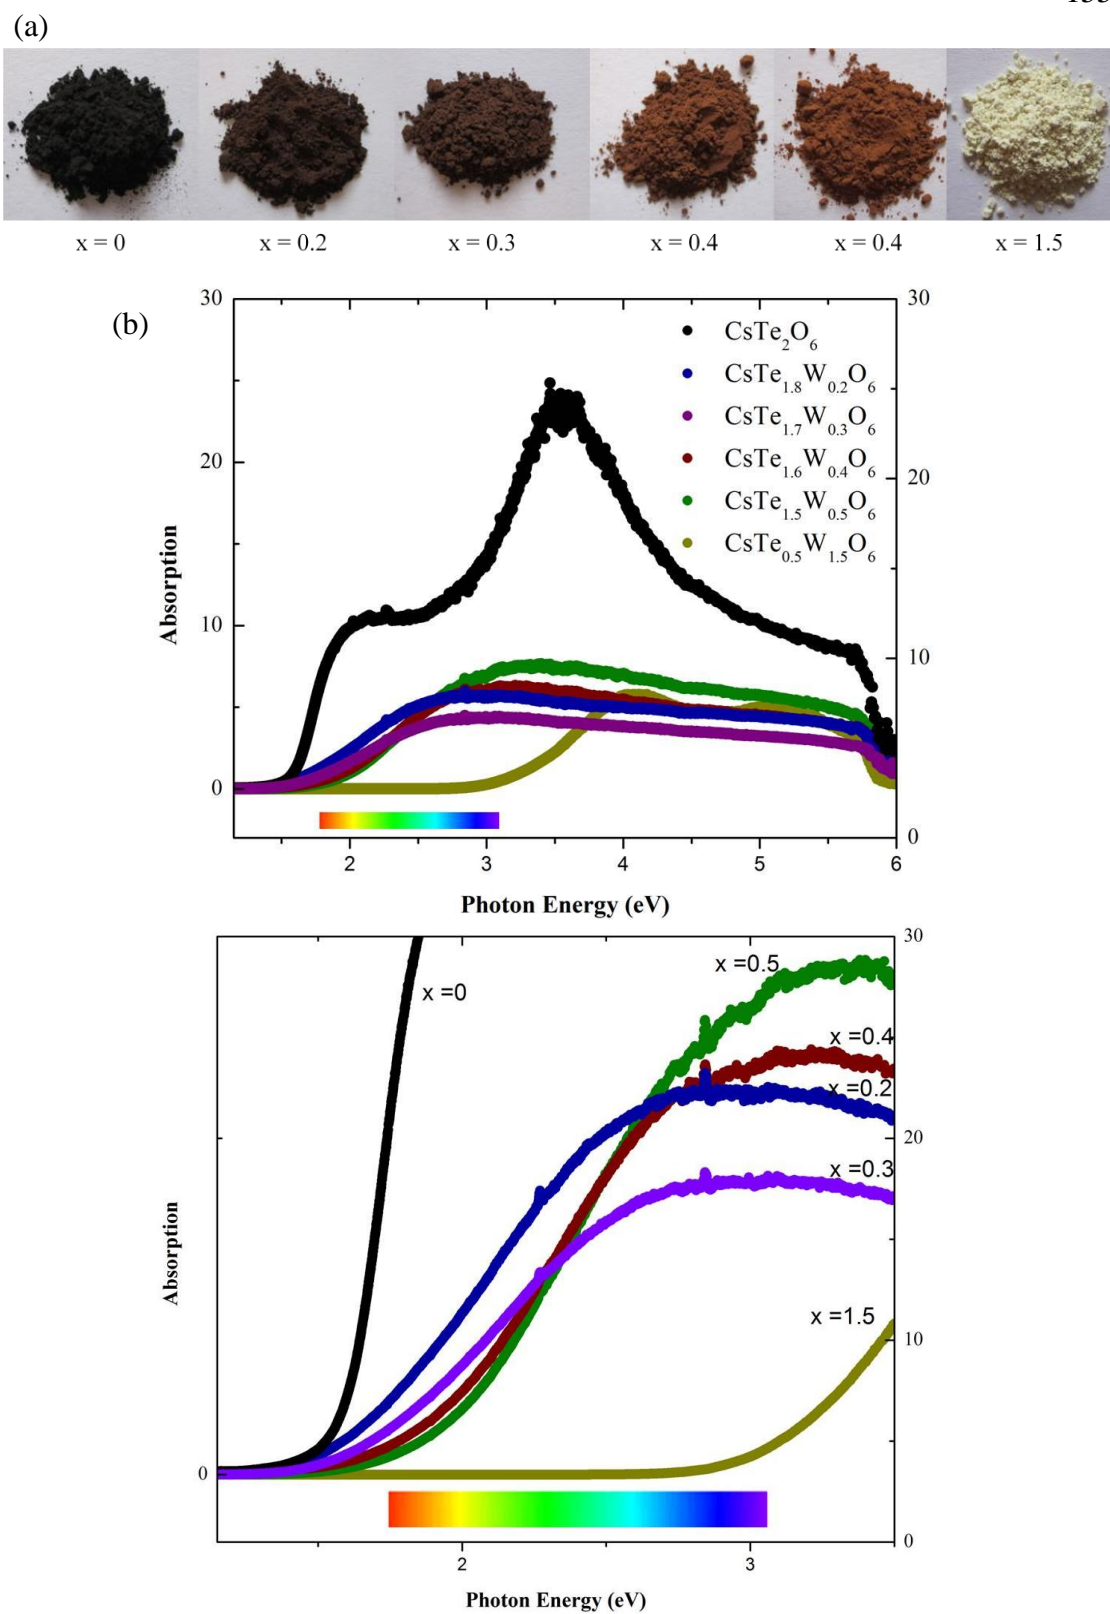 (a)
x = 0 x = 0.2 x = 0.3 x = 0.4 x = 0.4 x = 1.5
(b)
30
20
10
0
Absorption
CsTe2O6
CsTe1.8W0.2O6
CsTe1.7W0.3O6
CsTe1.6W0.4O6
CsTe1.5W0.5O6
CsTe0.5W1.5O6
30
20
10
0
2 3 4 5 6
Photon Energy (eV)
0
Absorption
x =0
x =0.5
x =0.4
x =0.2
x =0.3
x =1.5
30
20
10
0
2 3
Photon Energy (eV)